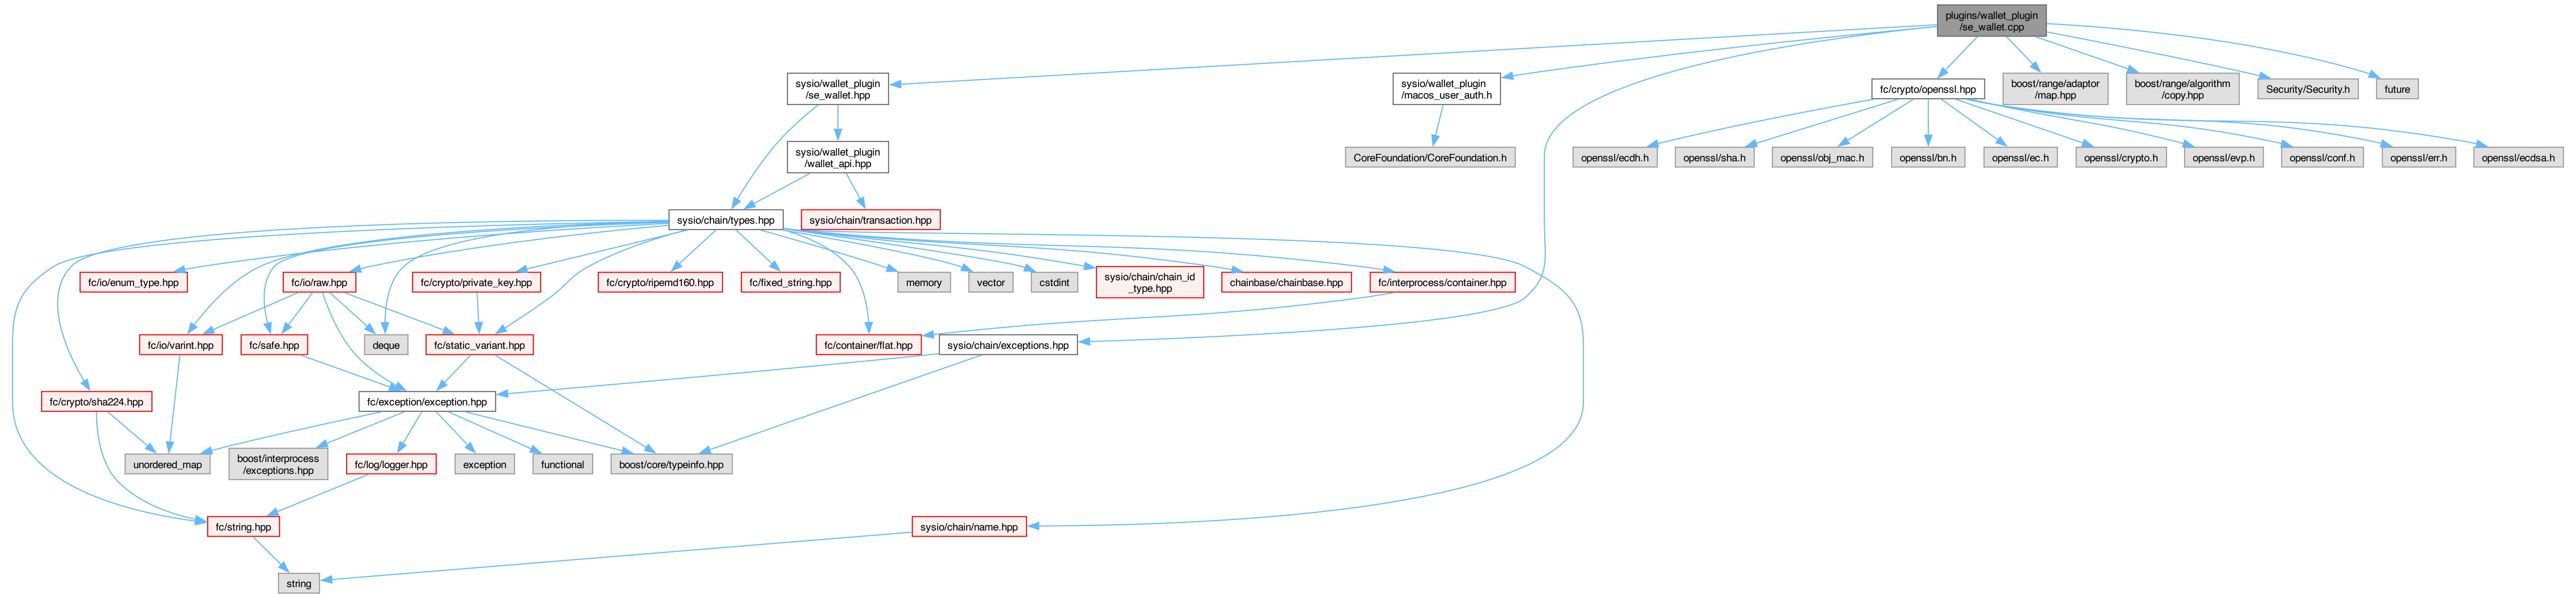 plugins/wallet_plugin
/se_wallet.cpp
sysio/wallet_plugin
/se_wallet.hpp
sysio/wallet_plugin
/macos_user_auth.h
fc/crypto/openssl.hpp
boost/range/adaptor
/map.hpp
boost/range/algorithm
/copy.hpp
Security/Security.h
future
sysio/wallet_plugin
/wallet_api.hpp
CoreFoundation/CoreFoundation.h
openssl/ecdh.h
openssl/sha.h
openssl/obj_mac.h
openssl/bn.h
openssl/ec.h
openssl/crypto.h
openssl/evp.h
openssl/conf.h
openssl/err.h
openssl/ecdsa.h
sysio/chain/types.hpp
sysio/chain/transaction.hpp
fc/io/enum_type.hpp
fc/io/raw.hpp
fc/crypto/private_key.hpp
fc/crypto/ripemd160.hpp
fc/fixed_string.hpp
memory
vector
cstdint
sysio/chain/chain_id
_type.hpp
chainbase/chainbase.hpp
fc/interprocess/container.hpp
fc/io/varint.hpp
fc/safe.hpp
deque
fc/static_variant.hpp
fc/container/flat.hpp
sysio/chain/exceptions.hpp
fc/crypto/sha224.hpp
fc/exception/exception.hpp
unordered_map
boost/interprocess
/exceptions.hpp
fc/log/logger.hpp
exception
functional
boost/core/typeinfo.hpp
fc/string.hpp
sysio/chain/name.hpp
string